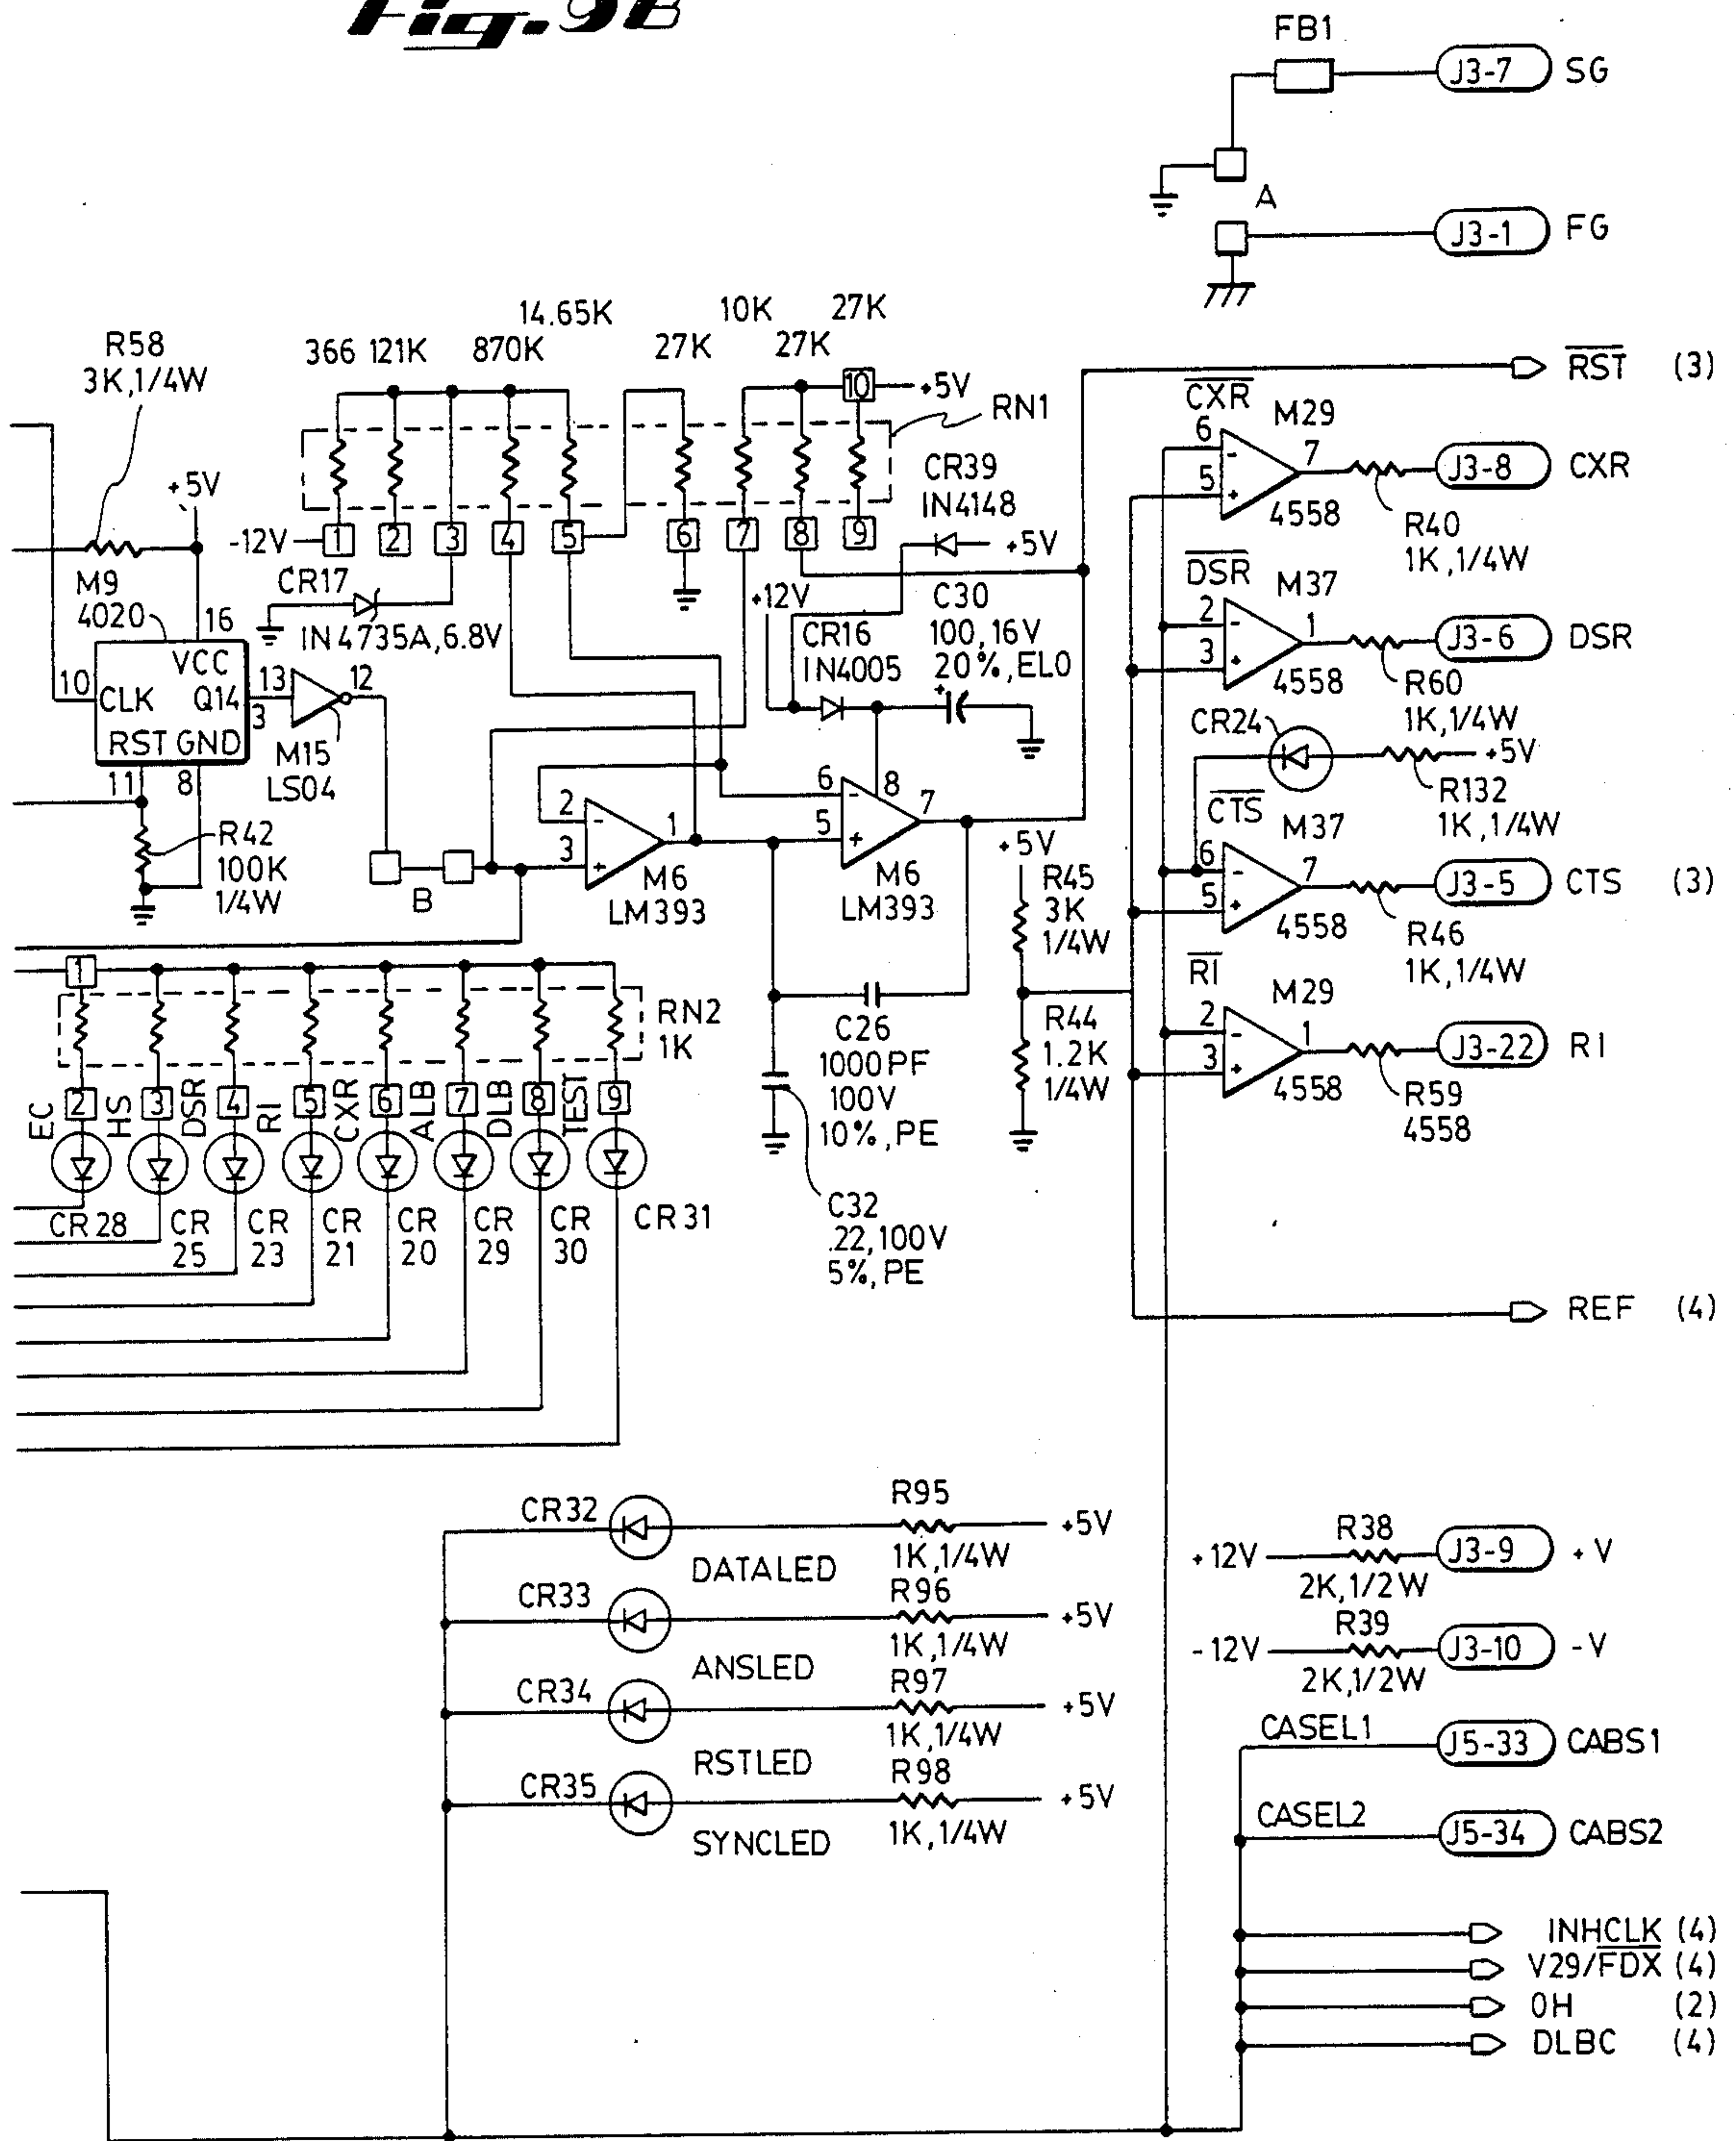 Fig. 9B
FB1
J3-7 SG
A
J3-1 FG
14.65K 10K 27K
R58
3K,1/4W
366 121K 870K 27K 27K
10 +5V
RN1
RST (3)
CXR
M29
6 -
5 +
7
4558
J3-8 CXR
R40
1K,1/4W
CR39
IN4148
+5V
+5V
-12V 1 2 3 4 5 6 7 8 9
CR17
IN4735A,6.8V
M9
4020
16
VCC
10 CLK Q14
3
13 12
RST GND
11 8
M15
LS04
R42
100K
1/4W
B
+12V
CR16
IN4005
C30
100,16V
20%,EL0
+
DSR
M37
2 -
3 +
1
4558
J3-6 DSR
R60
1K,1/4W
CR24
+5V
R132
1K,1/4W
2 -
3 +
1
M6
LM393
6 -
5 +
8
7
M6
LM393
+5V
R45
3K
1/4W
CTS
M37
6 -
5 +
7
4558
J3-5 CTS (3)
R46
1K,1/4W
RI
M29
2 -
3 +
1
4558
J3-22 RI
R59
4558
R44
1.2K
1/4W
C26
1000PF
100V
10%,PE
C32
.22,100V
5%,PE
1
RN2
1K
EC 2 HS 3 DSR 4 RI 5 CXR 6 ALB 7 DLB 8 TEST 9
CR28 CR 25 CR 23 CR 21 CR 20 CR 29 CR 30 CR31
REF (4)
CR32 R95 +5V
DATALED 1K,1/4W
CR33 R96 +5V
ANSLED 1K,1/4W
CR34 R97 +5V
RSTLED 1K,1/4W
CR35 R98 +5V
SYNCLED 1K,1/4W
+12V R38 J3-9 +V
2K,1/2W
-12V R39 J3-10 -V
2K,1/2W
CASEL1 J5-33 CABS1
CASEL2 J5-34 CABS2
INHCLK (4)
V29/FDX (4)
OH (2)
DLBC (4)